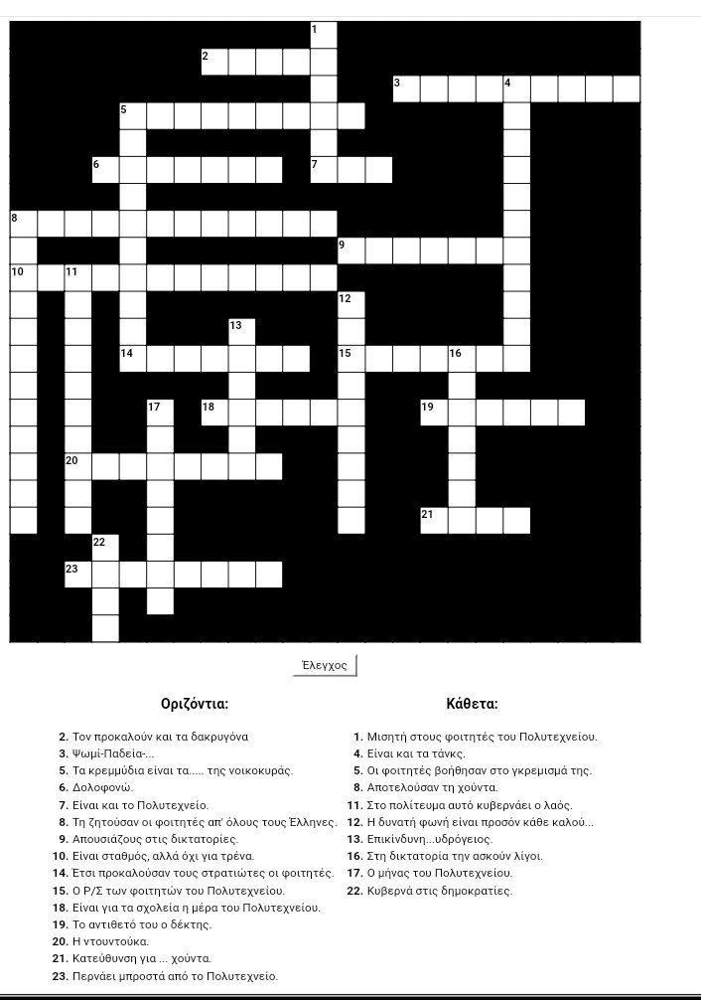 1
2
3
4
5
6
7
8
9
10
11
12
13
14
15
16
17
18
19
20
21
22
23
Έλεγχος
Οριζόντια:
2. Τον προκαλούν και τα δακρυγόνα
3. Ψωμί-Παδεία-...
5. Τα κρεμμύδια είναι τα..... της νοικοκυράς.
6. Δολοφονώ.
7. Είναι και το Πολυτεχνείο.
8. Τη ζητούσαν οι φοιτητές απ' όλους τους Έλληνες.
9. Απουσιάζους στις δικτατορίες.
10. Είναι σταθμός, αλλά όχι για τρένα.
14. Έτσι προκαλούσαν τους στρατιώτες οι φοιτητές.
15. Ο Ρ/Σ των φοιτητών του Πολυτεχνείου.
18. Είναι για τα σχολεία η μέρα του Πολυτεχνείου.
19. Το αντιθετό του ο δέκτης.
20. Η ντουντούκα.
21. Κατεύθυνση για ... χούντα.
23. Περνάει μπροστά από το Πολυτεχνείο.
Κάθετα:
1. Μισητή στους φοιτητές του Πολυτεχνείου.
4. Είναι και τα τάνκς.
5. Οι φοιτητές βοήθησαν στο γκρεμισμά της.
8. Αποτελούσαν τη χούντα.
11. Στο πολίτευμα αυτό κυβερνάει ο λαός.
12. Η δυνατή φωνή είναι προσόν κάθε καλού...
13. Επικίνδυνη...υδρόγειος.
16. Στη δικτατορία την ασκούν λίγοι.
17. Ο μήνας του Πολυτεχνείου.
22. Κυβερνά στις δημοκρατίες.